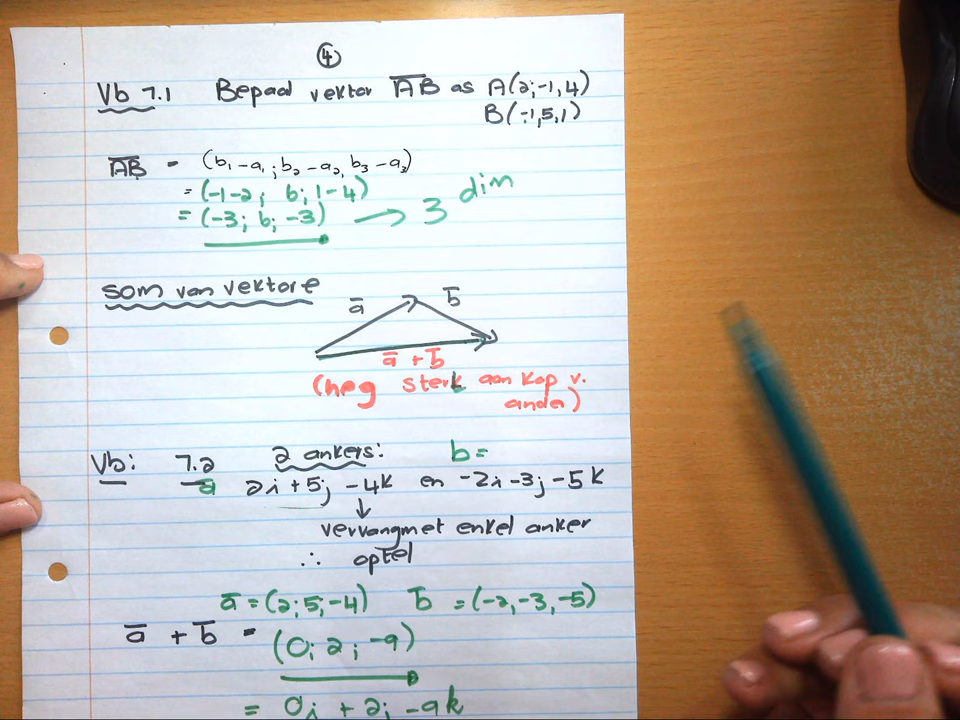 4
Vb 7.1 Bepaal vektor AB as A(2;-1,4)
B(-1,5,1)
AB = (b₁-a₁; b₂-a₂, b₃-a₃)
= (-1-2; 6; 1-4)
= (-3; 6; -3) → 3 dim
Som van vektore
a b
a + b
(heg sterk aan kop v.
ander)
Vb: 7.2 2 ankers: b=
a 2i + 5j - 4k en -2i -3j -5k
↓
vervang met enkel anker
∴ optel
a = (2;5,-4) b = (-2,-3,-5)
a + b = (0; 2; -9)
= 0i + 2j - 9k